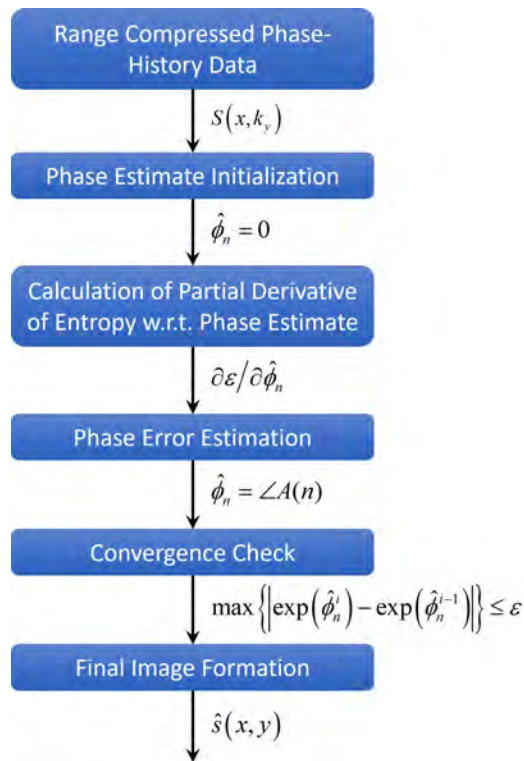 Range Compressed Phase-
History Data
S(x,k_y)
Phase Estimate Initialization
φ̂_n = 0
Calculation of Partial Derivative
of Entropy w.r.t. Phase Estimate
∂ε/∂φ̂_n
Phase Error Estimation
φ̂_n = ∠A(n)
Convergence Check
max{|exp(φ̂_n^i) − exp(φ̂_n^{i−1})|} ≤ ε
Final Image Formation
ŝ(x, y)